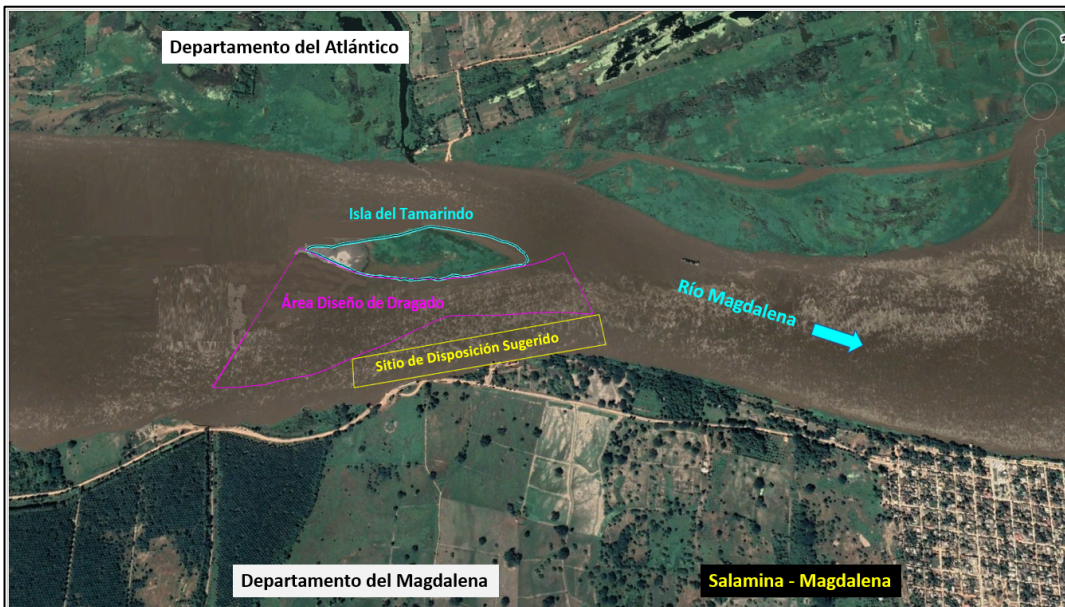 Departamento del Atlántico
Isla del Tamarindo
Área Diseño de Dragado
Río Magdalena
Sitio de Disposición Sugerido
Departamento del Magdalena
Salamina - Magdalena